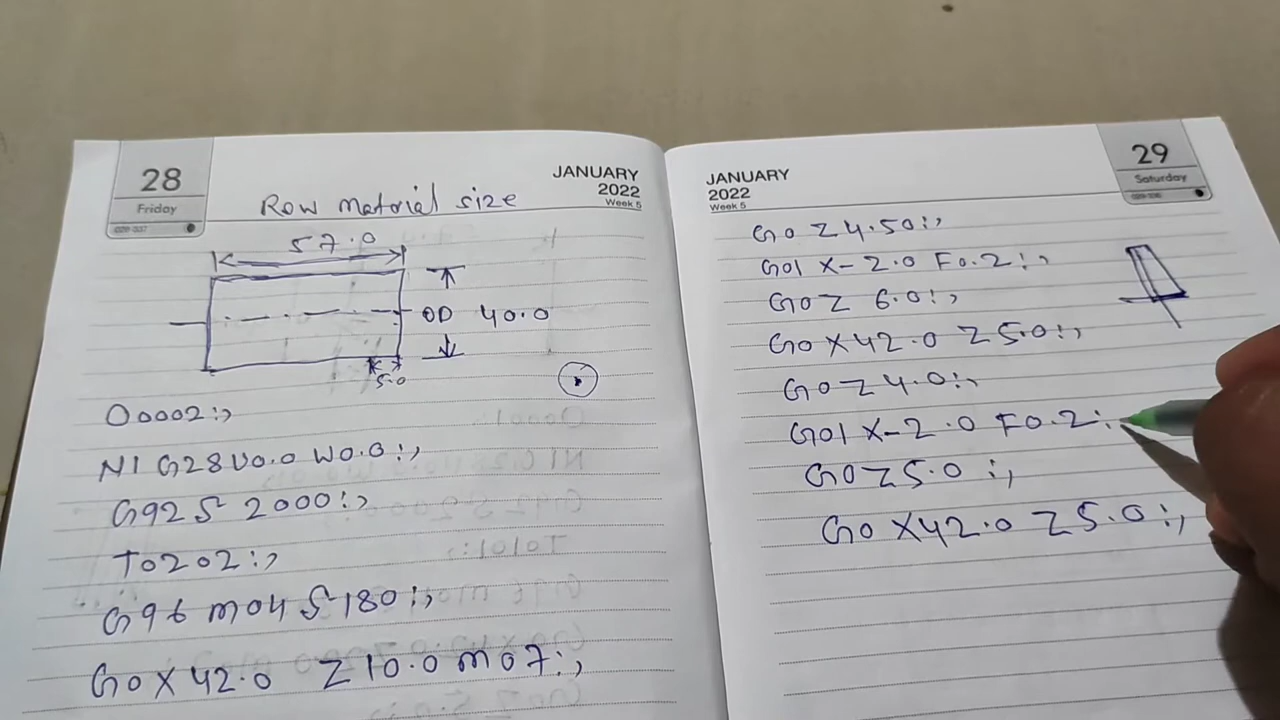 28
Friday
JANUARY
2022
Week 5
Row material size
57.0
OD 40.0
5.0
O0002;,
N1 G28 U0.0 W0.0;,
G92 S 2000;,
T0202;,
G96 M04 S180;,
G0 X 42.0 Z10.0 M07;,
JANUARY
2022
Week 5
29
Saturday
G0 Z4.50;,
G01 X-2.0 F0.2;,
G0 Z 6.0;,
G0 X42.0 Z5.0;,
G0 Z4.0;,
G01 X-2.0 F0.2;
G0 Z5.0;,
G0 X42.0 Z5.0;,